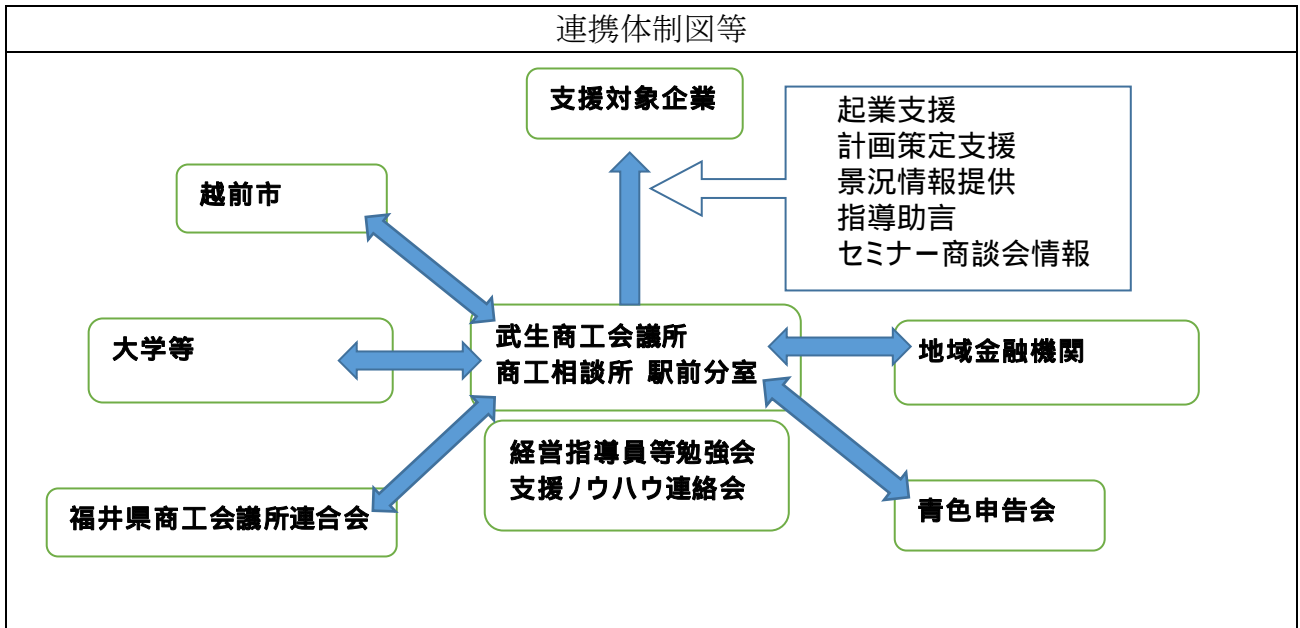 連携体制図等
支援対象企業
起業支援
計画策定支援
景況情報提供
指導助言
セミナー商談会情報
越前市
大学等
武生商工会議所
商工相談所 駅前分室
地域金融機関
経営指導員等勉強会
支援ノウハウ連絡会
福井県商工会議所連合会
青色申告会